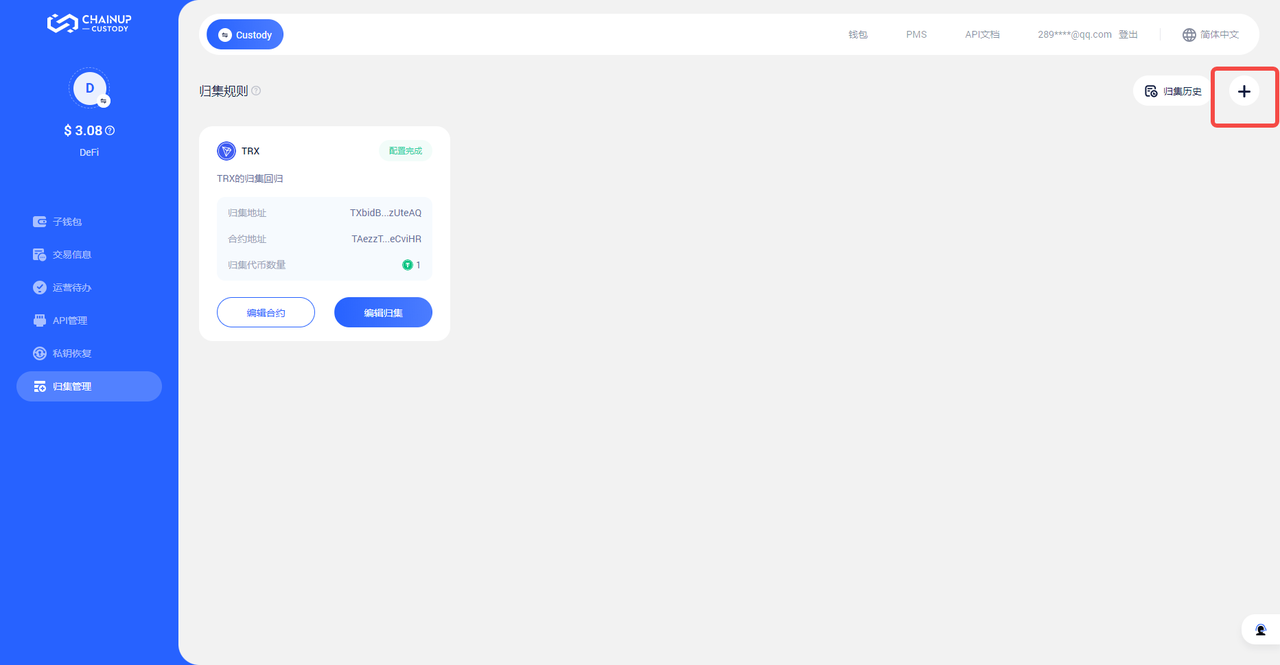 CHAINUP
CUSTODY
D
$ 3.08
DeFi
子钱包
交易信息
运营待办
API管理
私钥恢复
归集管理
Custody
钱包
PMS
API文档
289****@qq.com 登出
简体中文
归集规则
归集历史
TRX
配置完成
TRX的归集回归
归集地址 TXbidB...zUteAQ
合约地址 TAezzT...eCviHR
归集代币数量 1
编辑合约
编辑归集